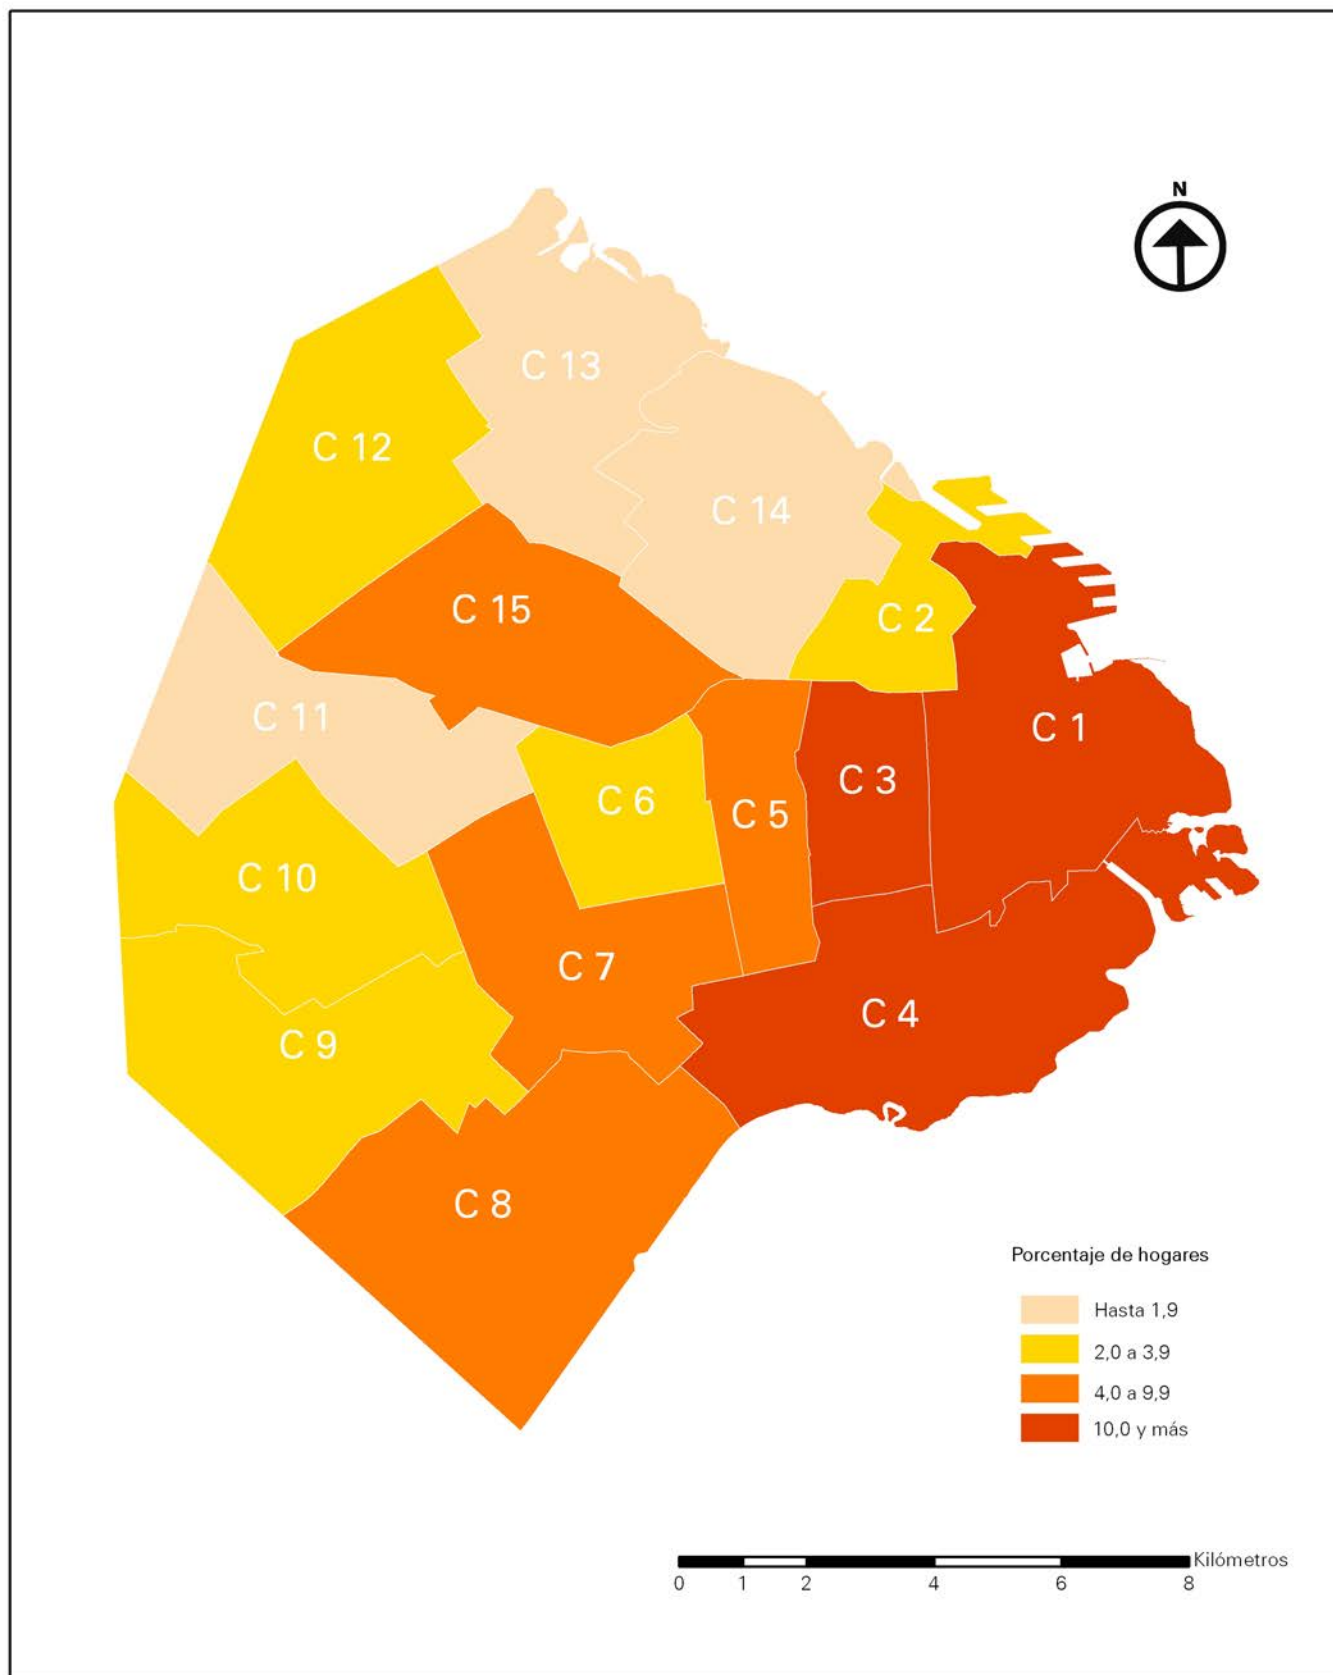 N
C 13
C 12
C 14
C 15
C 2
C 11
C 1
C 3
C 6
C 5
C 10
C 7
C 4
C 9
C 8
Porcentaje de hogares
Hasta 1,9
2,0 a 3,9
4,0 a 9,9
10,0 y más
Kilómetros
0 1 2 4 6 8